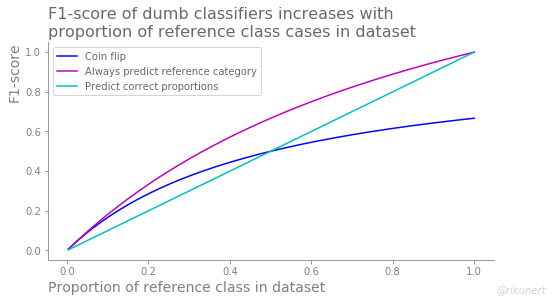 F1-score of dumb classifiers increases with
proportion of reference class cases in dataset
F1-score
Coin flip
Always predict reference category
Predict correct proportions
1.0
0.8
0.6
0.4
0.2
0.0
0.0 0.2 0.4 0.6 0.8 1.0
Proportion of reference class in dataset
@rikunert